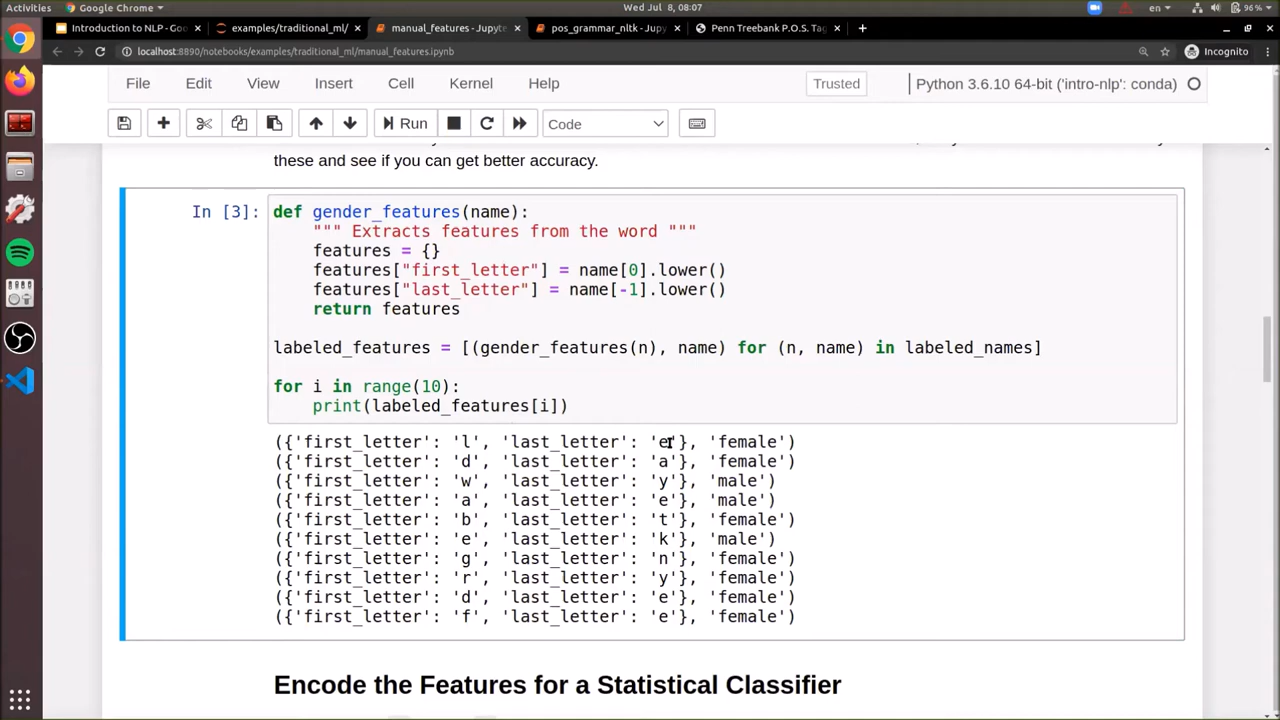 Activities
Google Chrome
Wed Jul 8, 08:07
en
96%
Introduction to NLP - Goo
examples/traditional_ml/
manual_features - Jupyte
pos_grammar_nltk - Jupy
Penn Treebank P.O.S. Tag
localhost:8890/notebooks/examples/traditional_ml/manual_features.ipynb
Incognito
File Edit View Insert Cell Kernel Help
Trusted
Python 3.6.10 64-bit ('intro-nlp': conda)
Run
Code
these and see if you can get better accuracy.
In [3]:
def gender_features(name):
""" Extracts features from the word """
features = {}
features["first_letter"] = name[0].lower()
features["last_letter"] = name[-1].lower()
return features
labeled_features = [(gender_features(n), name) for (n, name) in labeled_names]
for i in range(10):
print(labeled_features[i])
({'first_letter': 'l', 'last_letter': 'e'}, 'female')
({'first_letter': 'd', 'last_letter': 'a'}, 'female')
({'first_letter': 'w', 'last_letter': 'y'}, 'male')
({'first_letter': 'a', 'last_letter': 'e'}, 'male')
({'first_letter': 'b', 'last_letter': 't'}, 'female')
({'first_letter': 'e', 'last_letter': 'k'}, 'male')
({'first_letter': 'g', 'last_letter': 'n'}, 'female')
({'first_letter': 'r', 'last_letter': 'y'}, 'female')
({'first_letter': 'd', 'last_letter': 'e'}, 'female')
({'first_letter': 'f', 'last_letter': 'e'}, 'female')
Encode the Features for a Statistical Classifier